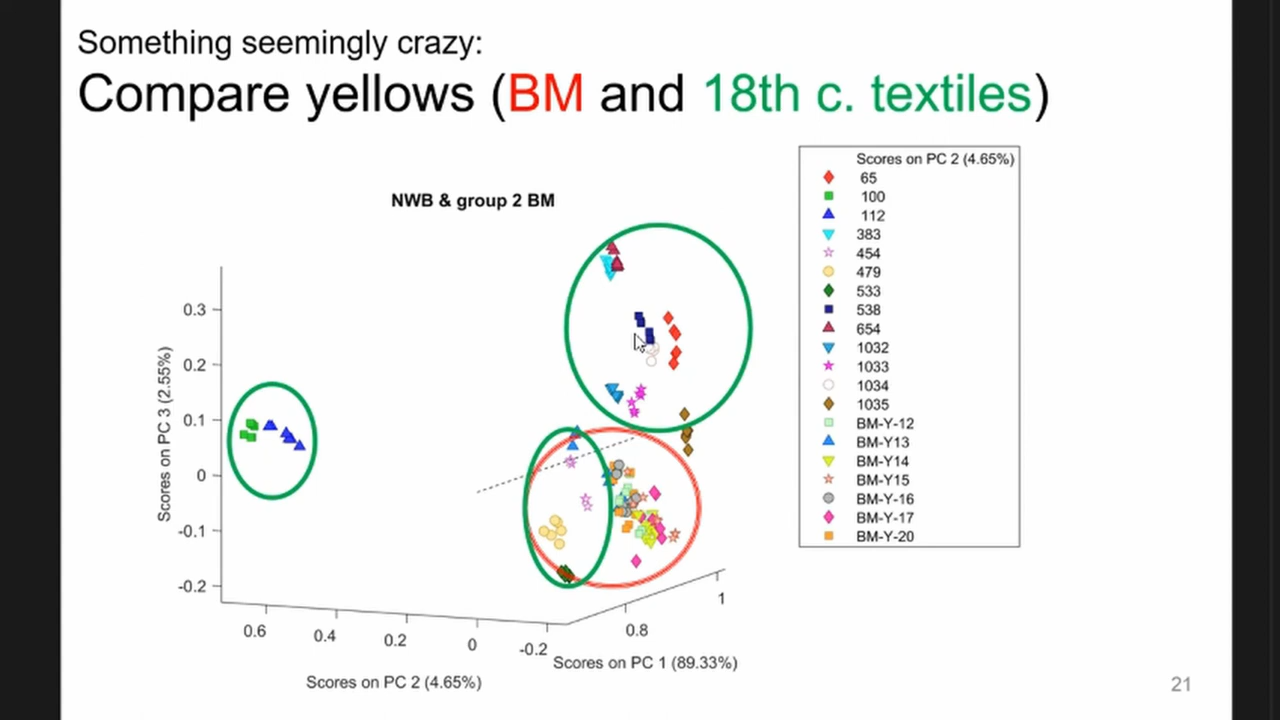 Something seemingly crazy:
Compare yellows (BM and 18th c. textiles)
NWB & group 2 BM
Scores on PC 2 (4.65%)
65
100
112
383
454
479
533
538
654
1032
1033
1034
1035
BM-Y-12
BM-Y13
BM-Y14
BM-Y15
BM-Y-16
BM-Y-17
BM-Y-20
Scores on PC 3 (2.55%)
0.3
0.2
0.1
0
-0.1
-0.2
0.6
0.4
0.2
0
-0.2
0.8
1
Scores on PC 1 (89.33%)
Scores on PC 2 (4.65%)
21